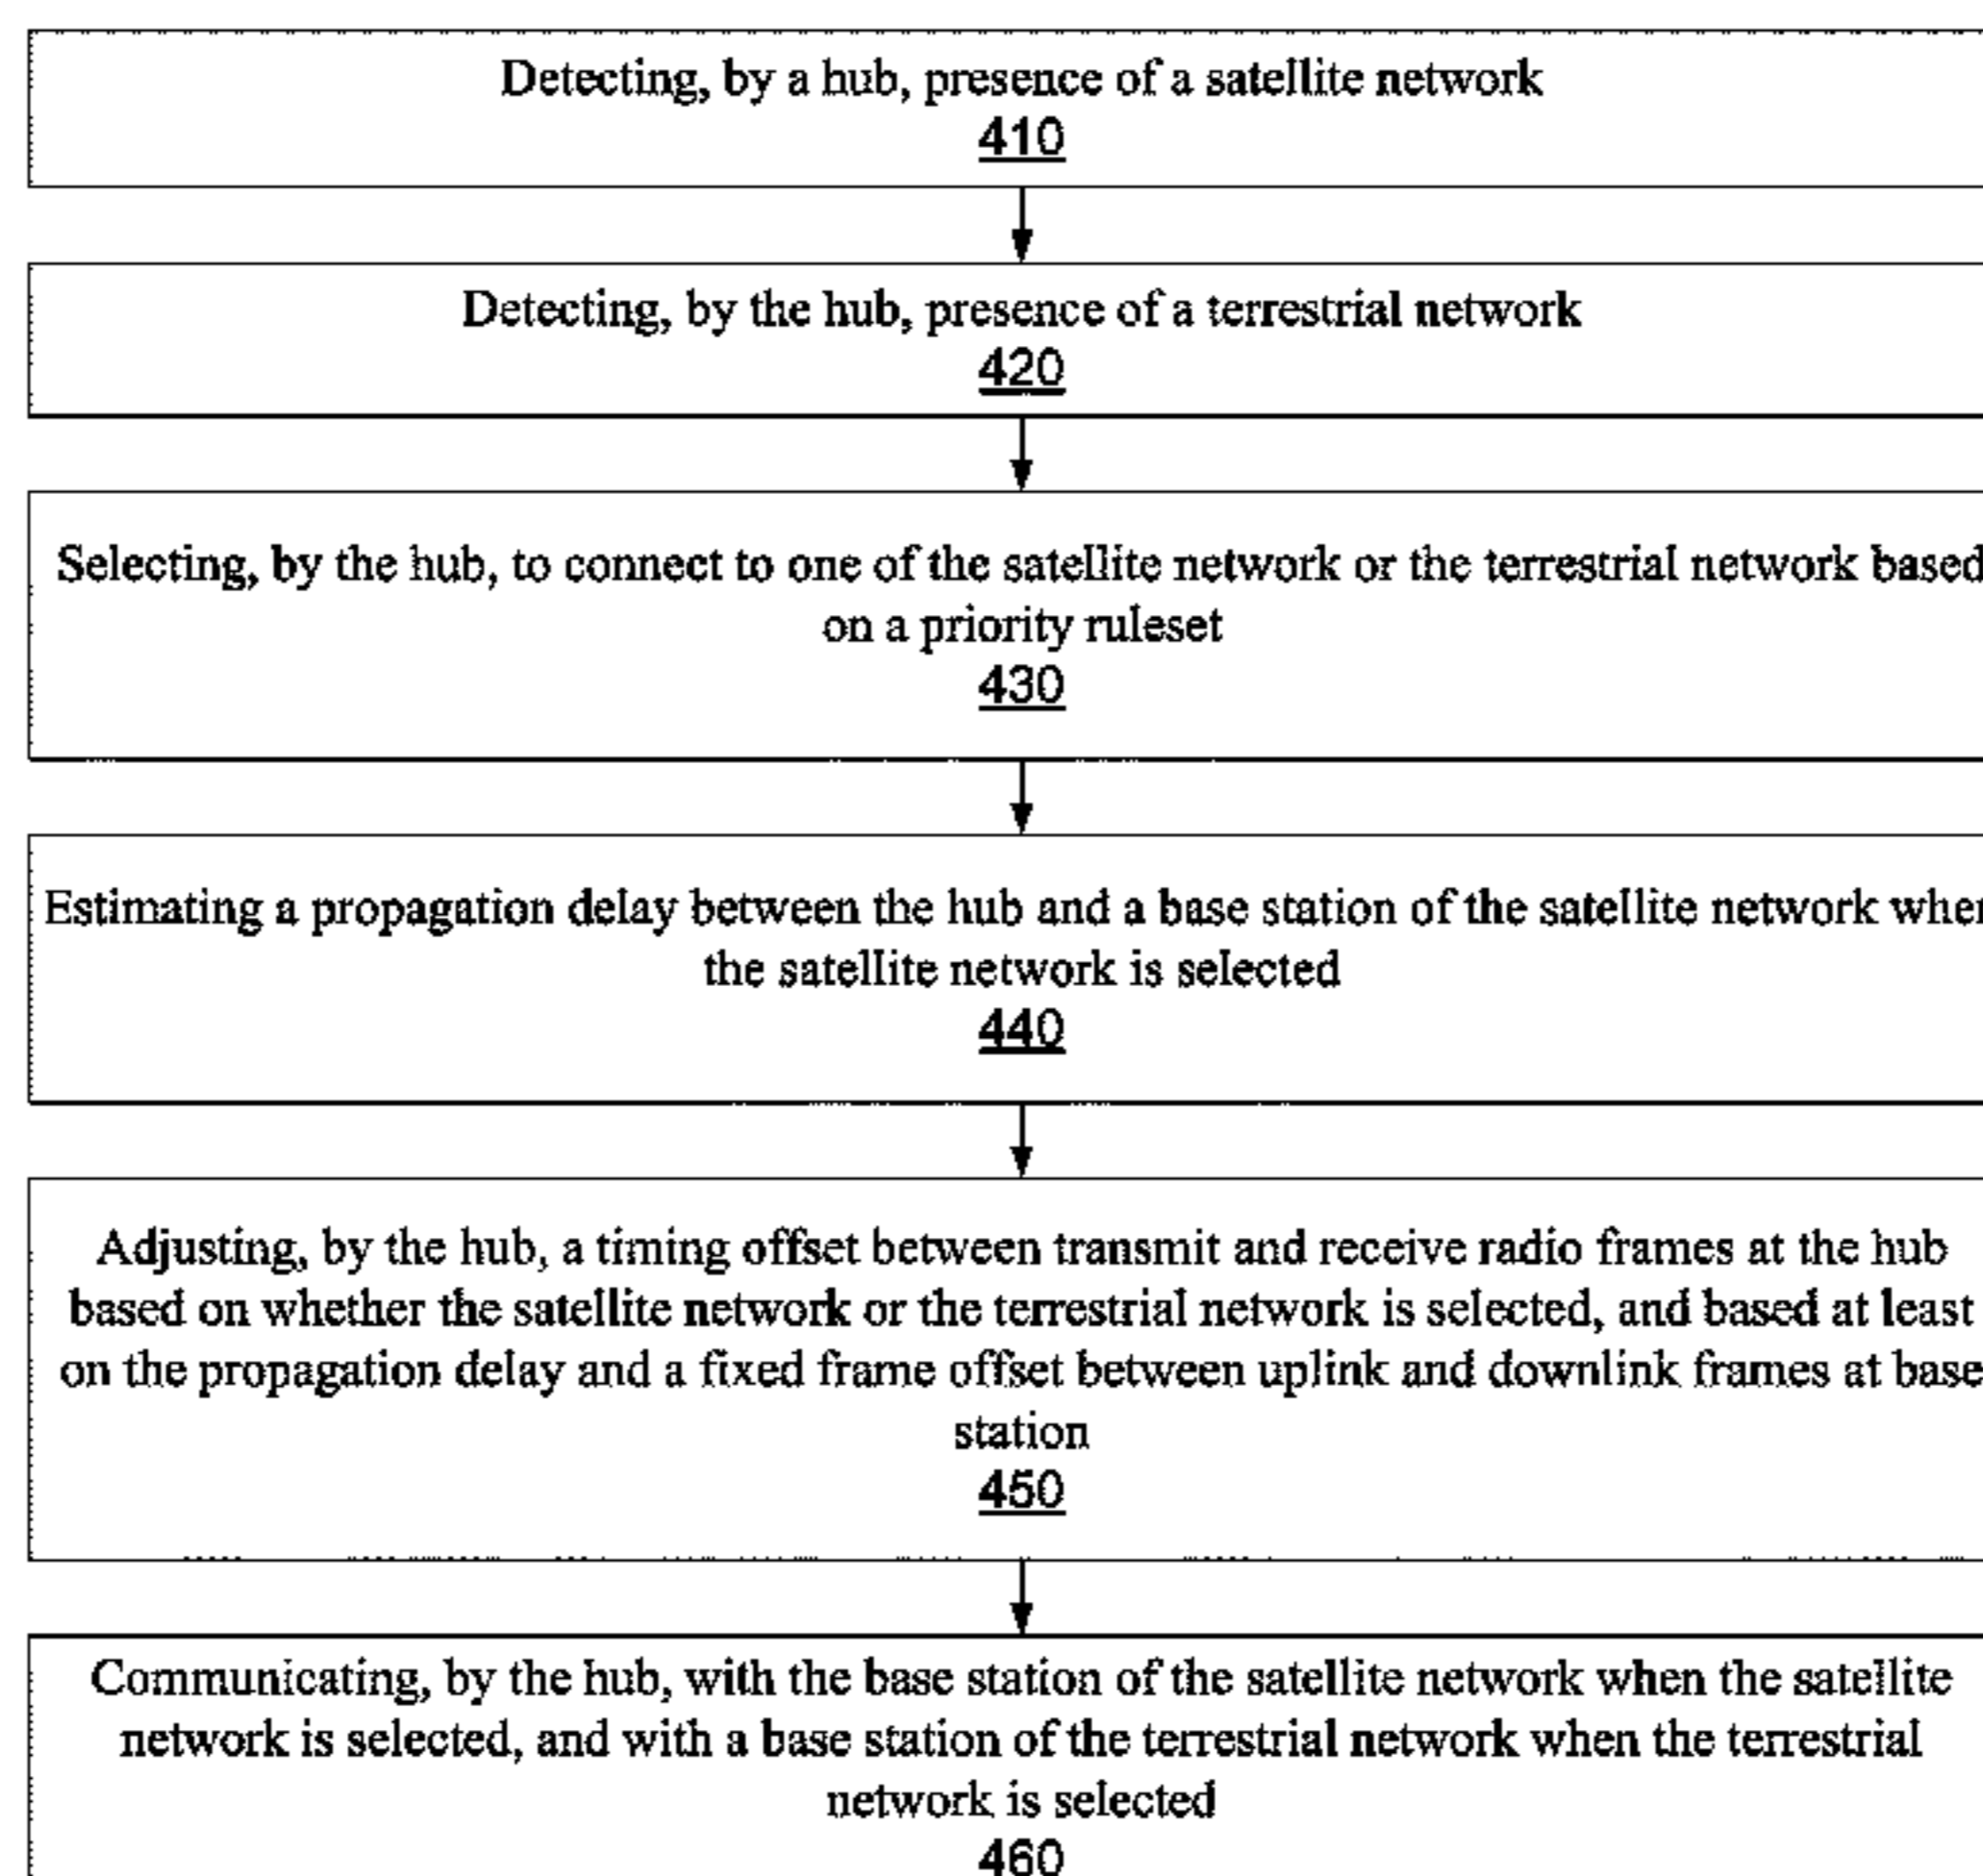 Detecting, by a hub, presence of a satellite network
410
Detecting, by the hub, presence of a terrestrial network
420
Selecting, by the hub, to connect to one of the satellite network or the terrestrial network based
on a priority ruleset
430
Estimating a propagation delay between the hub and a base station of the satellite network when
the satellite network is selected
440
Adjusting, by the hub, a timing offset between transmit and receive radio frames at the hub
based on whether the satellite network or the terrestrial network is selected, and based at least
on the propagation delay and a fixed frame offset between uplink and downlink frames at base
station
450
Communicating, by the hub, with the base station of the satellite network when the satellite
network is selected, and with a base station of the terrestrial network when the terrestrial
network is selected
460